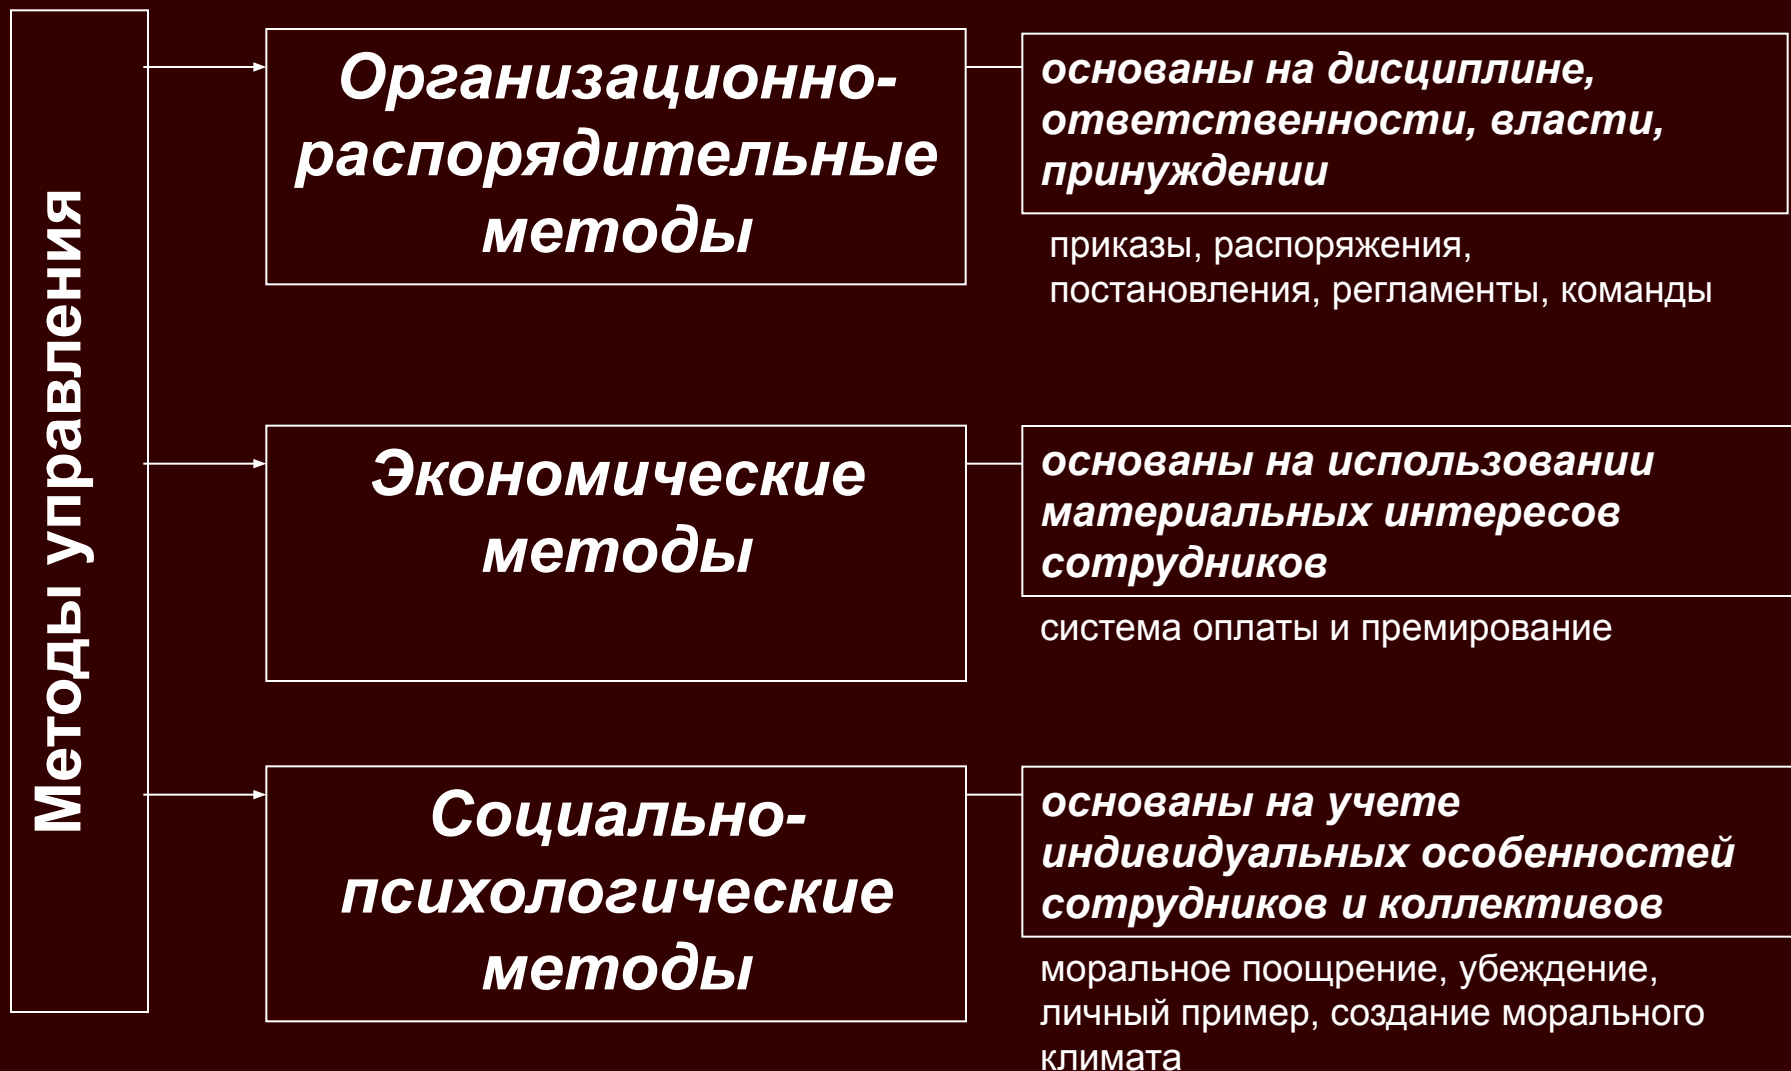 Методы управления
Организационно-
распорядительные
методы
основаны на дисциплине,
ответственности, власти,
принуждении
приказы, распоряжения,
постановления, регламенты, команды
Экономические
методы
основаны на использовании
материальных интересов
сотрудников
система оплаты и премирование
Социально-
психологические
методы
основаны на учете
индивидуальных особенностей
сотрудников и коллективов
моральное поощрение, убеждение,
личный пример, создание морального
климата